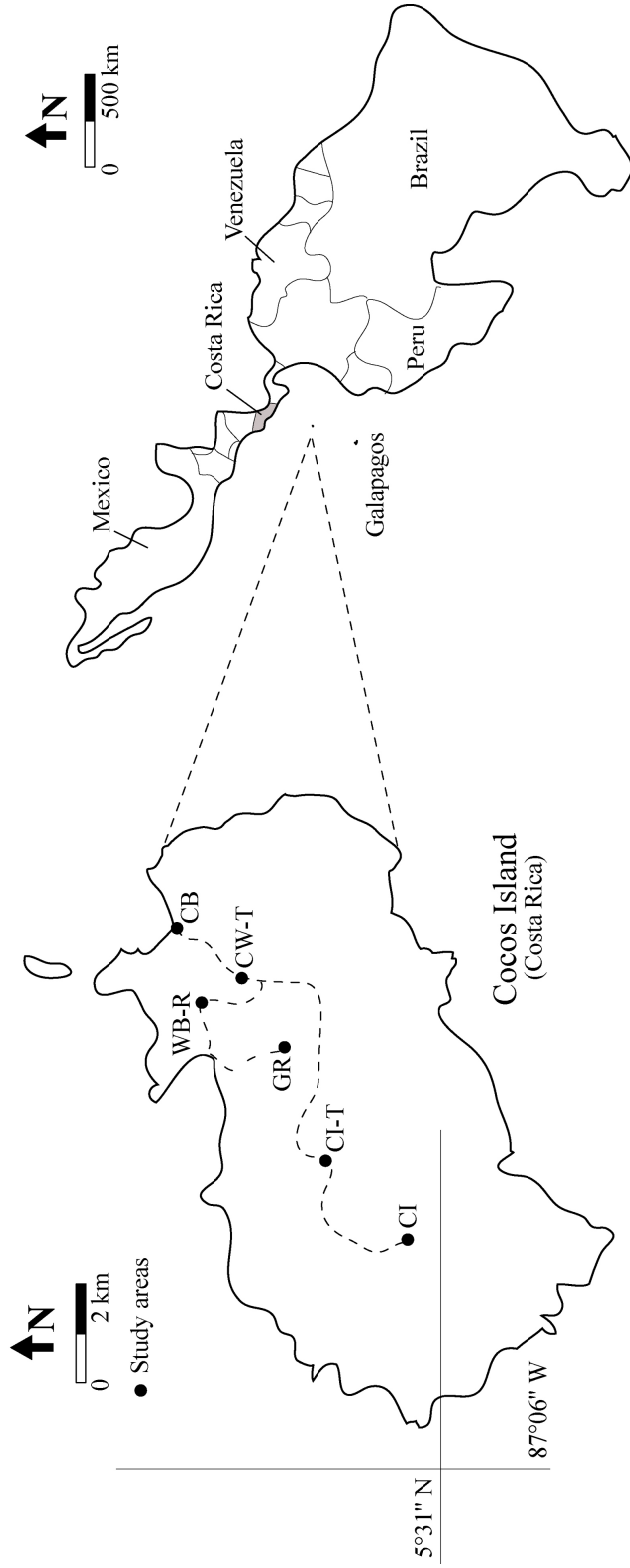 N
0 2 km
● Study areas
CB
CW-T
WB-R
GR
CI-T
CI
5°31" N
87°06" W
Cocos Island
(Costa Rica)
N
0 500 km
Mexico
Costa Rica
Venezuela
Galapagos
Peru
Brazil